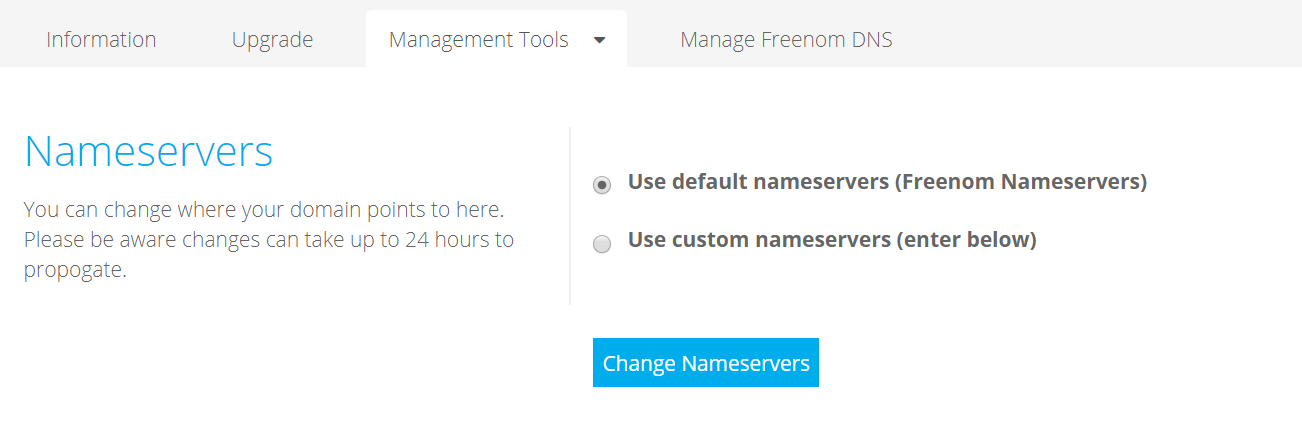 Information
Upgrade
Management Tools
Manage Freenom DNS
Nameservers
You can change where your domain points to here.
Please be aware changes can take up to 24 hours to
propogate.
Use default nameservers (Freenom Nameservers)
Use custom nameservers (enter below)
Change Nameservers